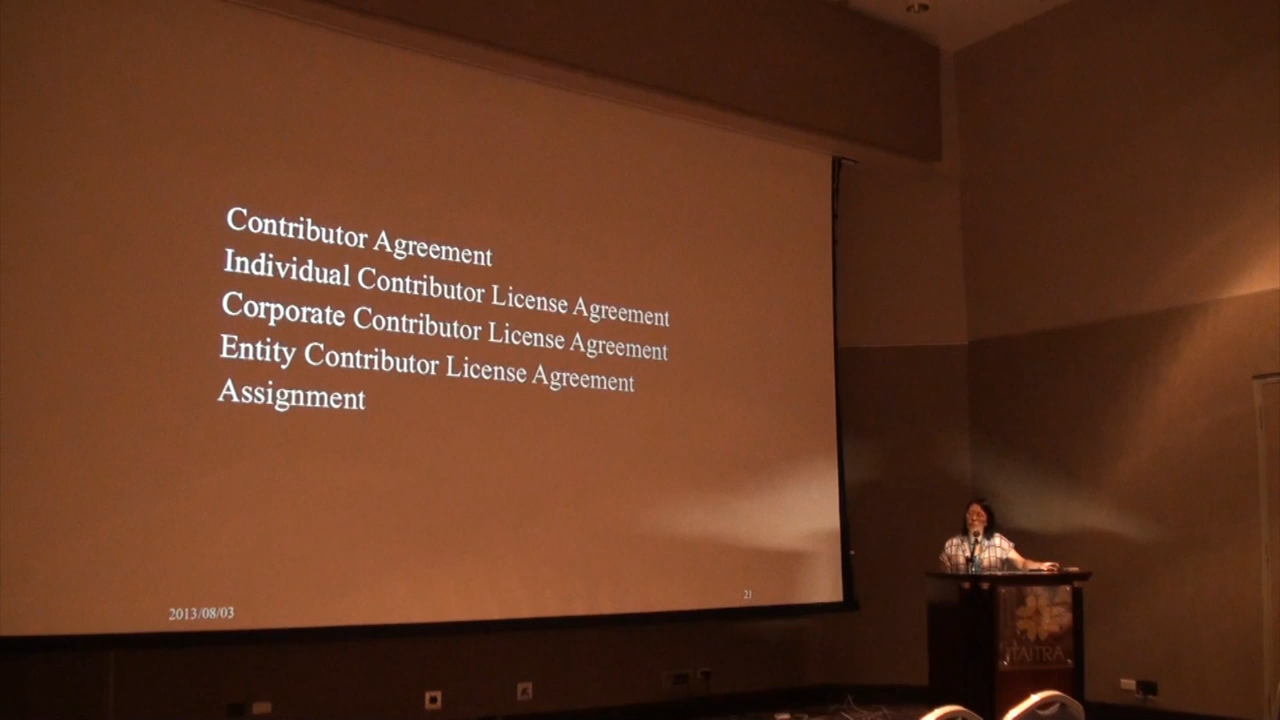 Contributor Agreement
Individual Contributor License Agreement
Corporate Contributor License Agreement
Entity Contributor License Agreement
Assignment
2013/08/03
21
TAITRA